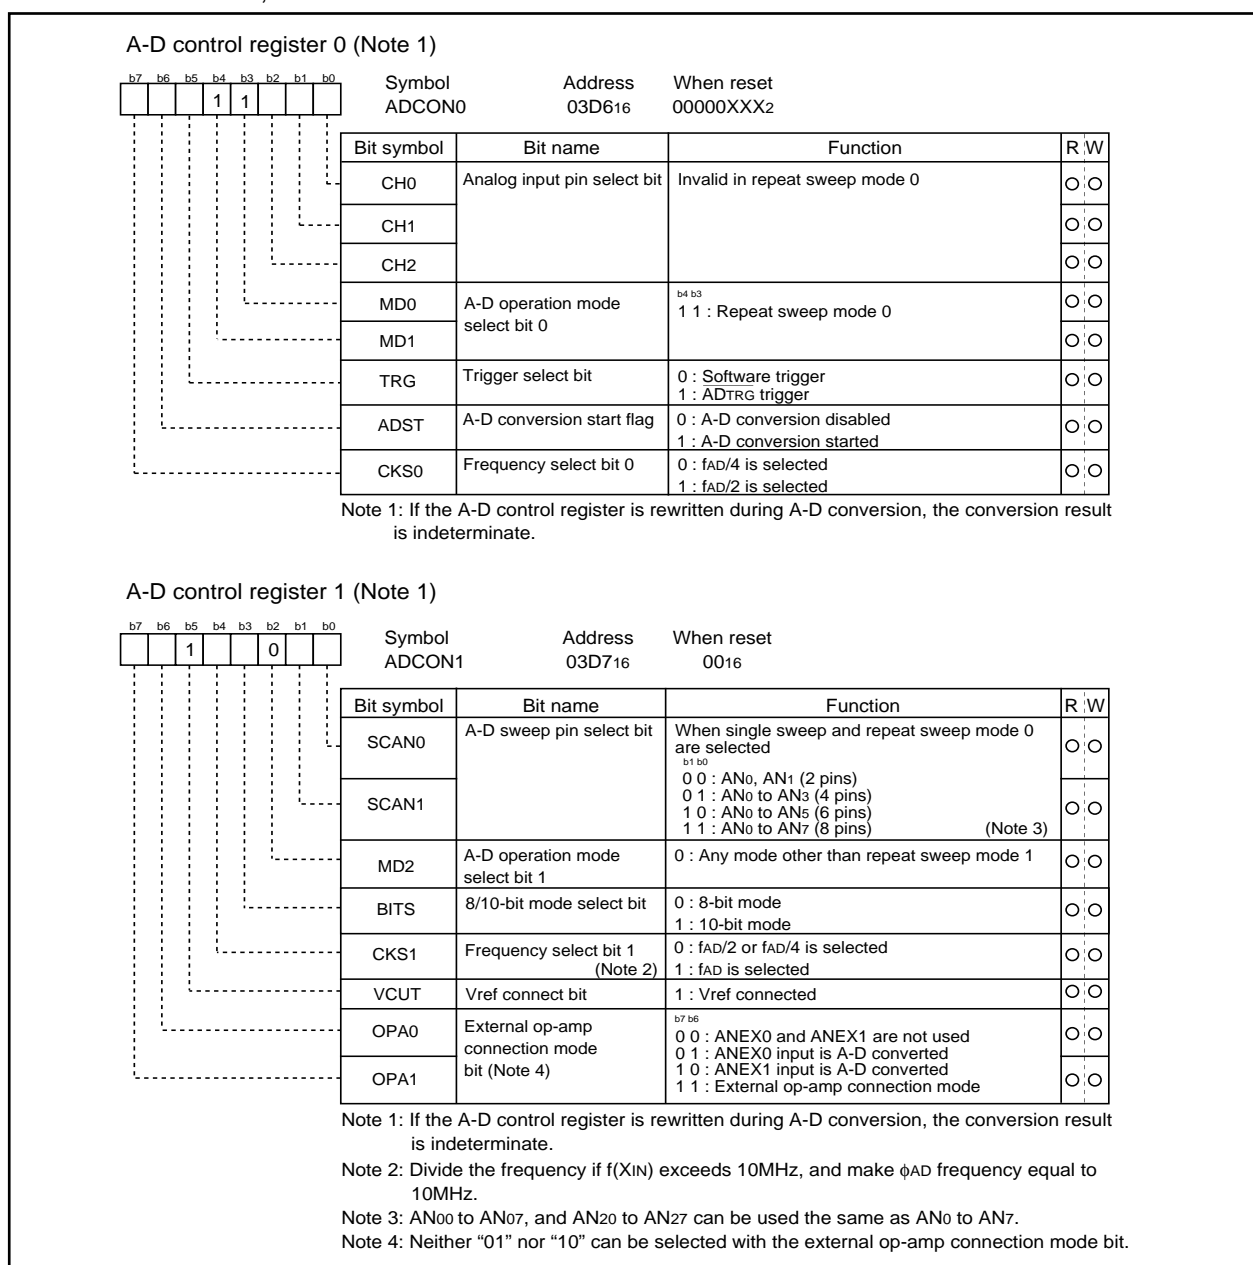 A-D control register 0 (Note 1)
b7 b6 b5 b4 b3 b2 b1 b0
1 1
Symbol Address When reset
ADCON0 03D616 00000XXX2
Bit symbol Bit name Function R W
CH0 Analog input pin select bit Invalid in repeat sweep mode 0
CH1
CH2
MD0 A-D operation mode select bit 0 b4 b3
1 1 : Repeat sweep mode 0
MD1
TRG Trigger select bit 0 : Software trigger
1 : ADTRG trigger
ADST A-D conversion start flag 0 : A-D conversion disabled
1 : A-D conversion started
CKS0 Frequency select bit 0 0 : fAD/4 is selected
1 : fAD/2 is selected
Note 1: If the A-D control register is rewritten during A-D conversion, the conversion result
is indeterminate.
A-D control register 1 (Note 1)
b7 b6 b5 b4 b3 b2 b1 b0
1 0
Symbol Address When reset
ADCON1 03D716 0016
Bit symbol Bit name Function R W
SCAN0 A-D sweep pin select bit When single sweep and repeat sweep mode 0
are selected
b1 b0
0 0 : AN0, AN1 (2 pins)
SCAN1 0 1 : AN0 to AN3 (4 pins)
1 0 : AN0 to AN5 (6 pins)
1 1 : AN0 to AN7 (8 pins) (Note 3)
MD2 A-D operation mode select bit 1 0 : Any mode other than repeat sweep mode 1
BITS 8/10-bit mode select bit 0 : 8-bit mode
1 : 10-bit mode
CKS1 Frequency select bit 1 (Note 2) 0 : fAD/2 or fAD/4 is selected
1 : fAD is selected
VCUT Vref connect bit 1 : Vref connected
OPA0 External op-amp connection mode bit (Note 4) b7 b6
0 0 : ANEX0 and ANEX1 are not used
0 1 : ANEX0 input is A-D converted
OPA1 1 0 : ANEX1 input is A-D converted
1 1 : External op-amp connection mode
Note 1: If the A-D control register is rewritten during A-D conversion, the conversion result
is indeterminate.
Note 2: Divide the frequency if f(XIN) exceeds 10MHz, and make ϕAD frequency equal to
10MHz.
Note 3: AN00 to AN07, and AN20 to AN27 can be used the same as AN0 to AN7.
Note 4: Neither “01” nor “10” can be selected with the external op-amp connection mode bit.